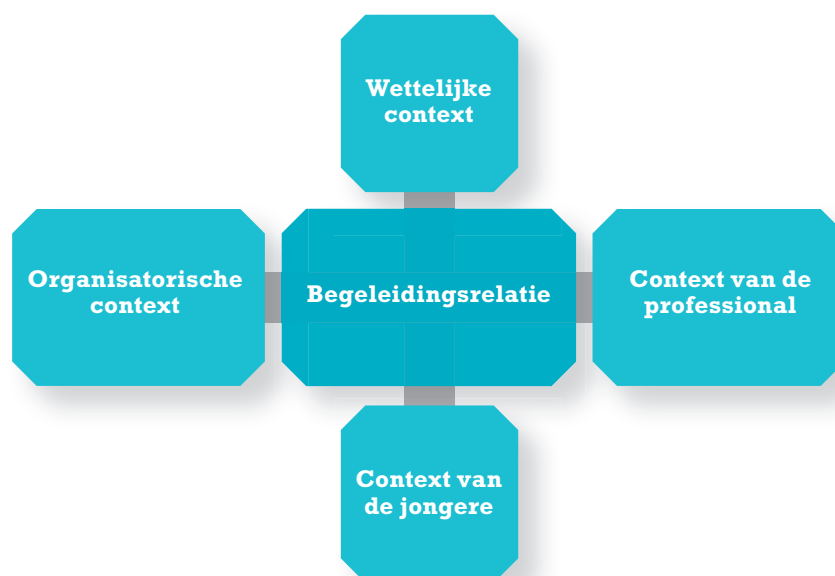 Wettelijke
context
Organisatorische
context
Begeleidingsrelatie
Context van de
professional
Context van
de jongere